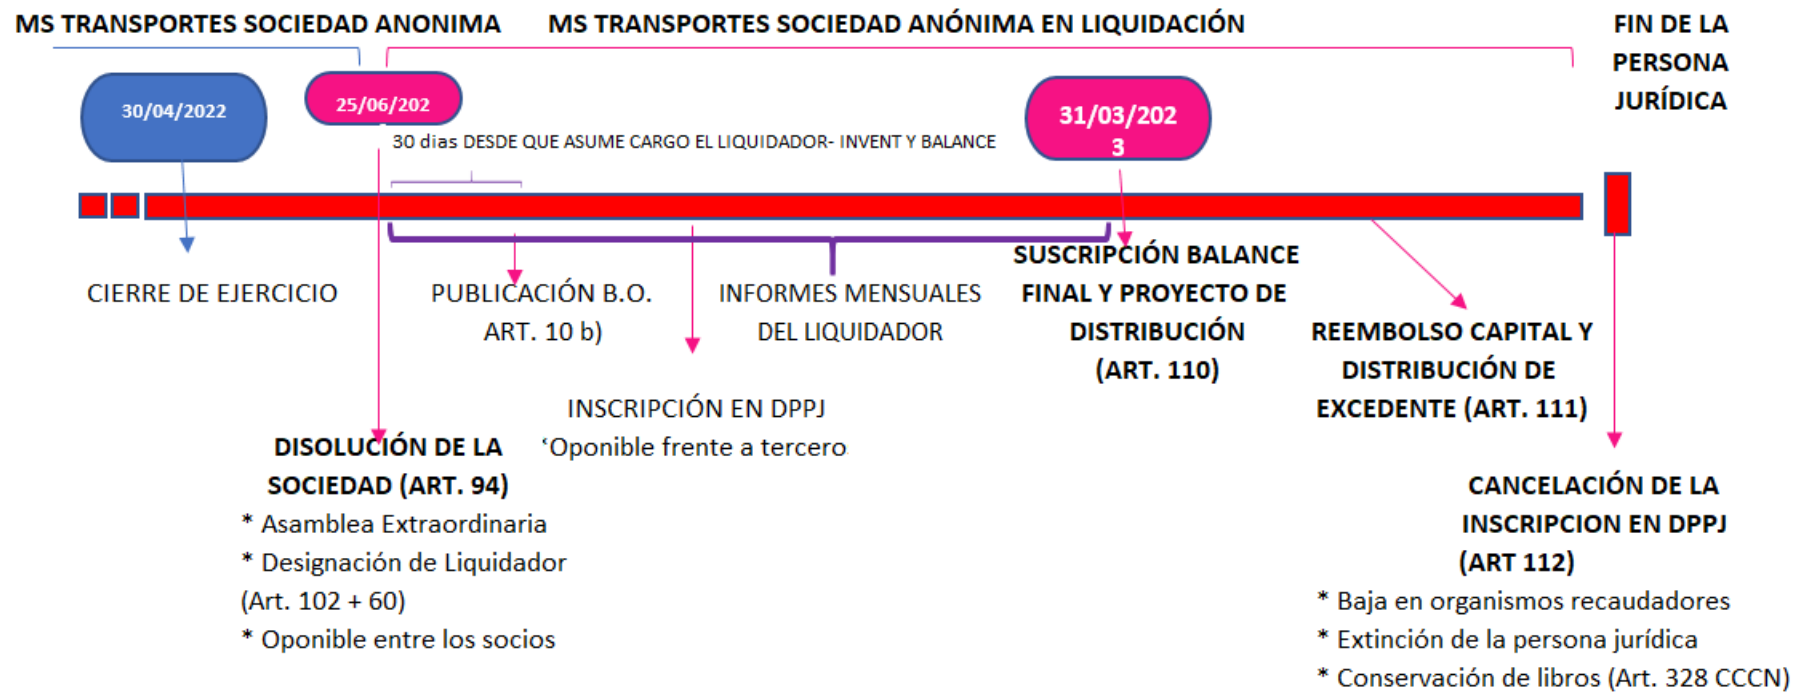 MS TRANSPORTES SOCIEDAD ANONIMA
MS TRANSPORTES SOCIEDAD ANÓNIMA EN LIQUIDACIÓN
FIN DE LA
PERSONA
JURÍDICA
30/04/2022
25/06/202
31/03/202
3
30 dias DESDE QUE ASUME CARGO EL LIQUIDADOR- INVENT Y BALANCE
CIERRE DE EJERCICIO
PUBLICACIÓN B.O.
ART. 10 b)
INFORMES MENSUALES
DEL LIQUIDADOR
SUSCRIPCIÓN BALANCE
FINAL Y PROYECTO DE
DISTRIBUCIÓN
(ART. 110)
REEMBOLSO CAPITAL Y
DISTRIBUCIÓN DE
EXCEDENTE (ART. 111)
INSCRIPCIÓN EN DPPJ
*Oponible frente a tercero
DISOLUCIÓN DE LA
SOCIEDAD (ART. 94)
* Asamblea Extraordinaria
* Designación de Liquidador
(Art. 102 + 60)
* Oponible entre los socios
CANCELACIÓN DE LA
INSCRIPCION EN DPPJ
(ART 112)
* Baja en organismos recaudadores
* Extinción de la persona jurídica
* Conservación de libros (Art. 328 CCCN)